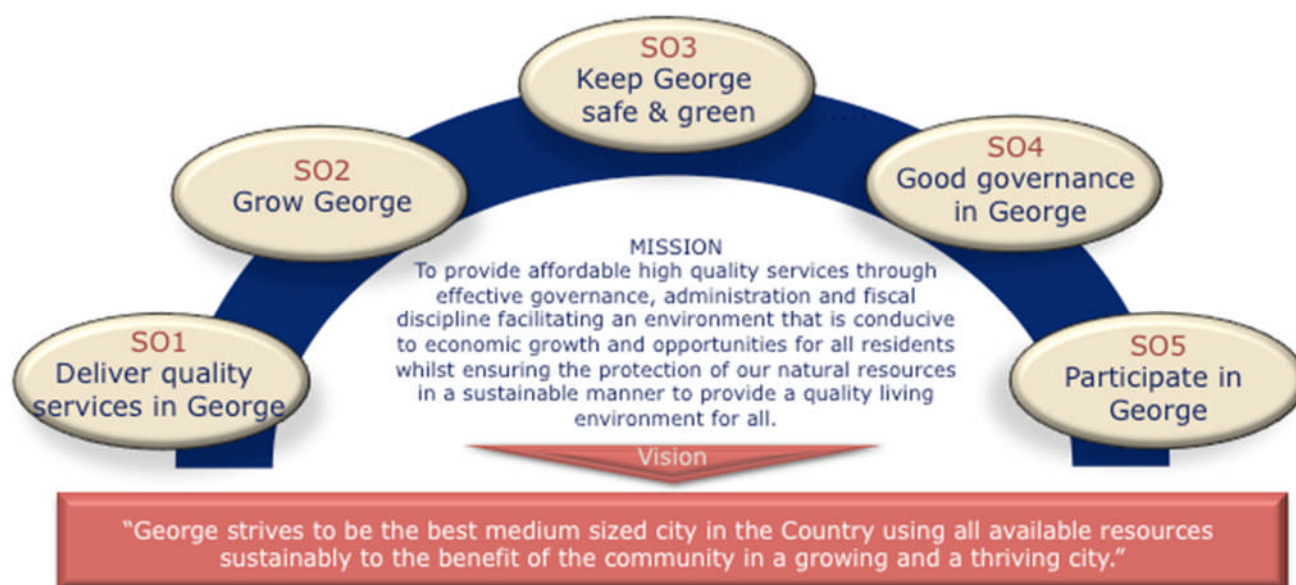 SO3
Keep George
safe & green
SO2
Grow George
SO4
Good governance
in George
SO1
Deliver quality
services in George
SO5
Participate in
George
MISSION
To provide affordable high quality services through
effective governance, administration and fiscal
discipline facilitating an environment that is conducive
to economic growth and opportunities for all residents
whilst ensuring the protection of our natural resources
in a sustainable manner to provide a quality living
environment for all.
Vision
“George strives to be the best medium sized city in the Country using all available resources
sustainably to the benefit of the community in a growing and a thriving city.”